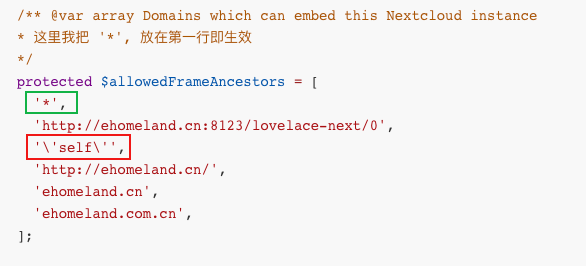 /** @var array Domains which can embed this Nextcloud instance
* 这里我把 '*', 放在第一行即生效
*/
protected $allowedFrameAncestors = [
'*',
'http://ehomeland.cn:8123/lovelace-next/0',
'\'self\'',
'http://ehomeland.cn/',
'ehomeland.cn',
'ehomeland.com.cn',
];